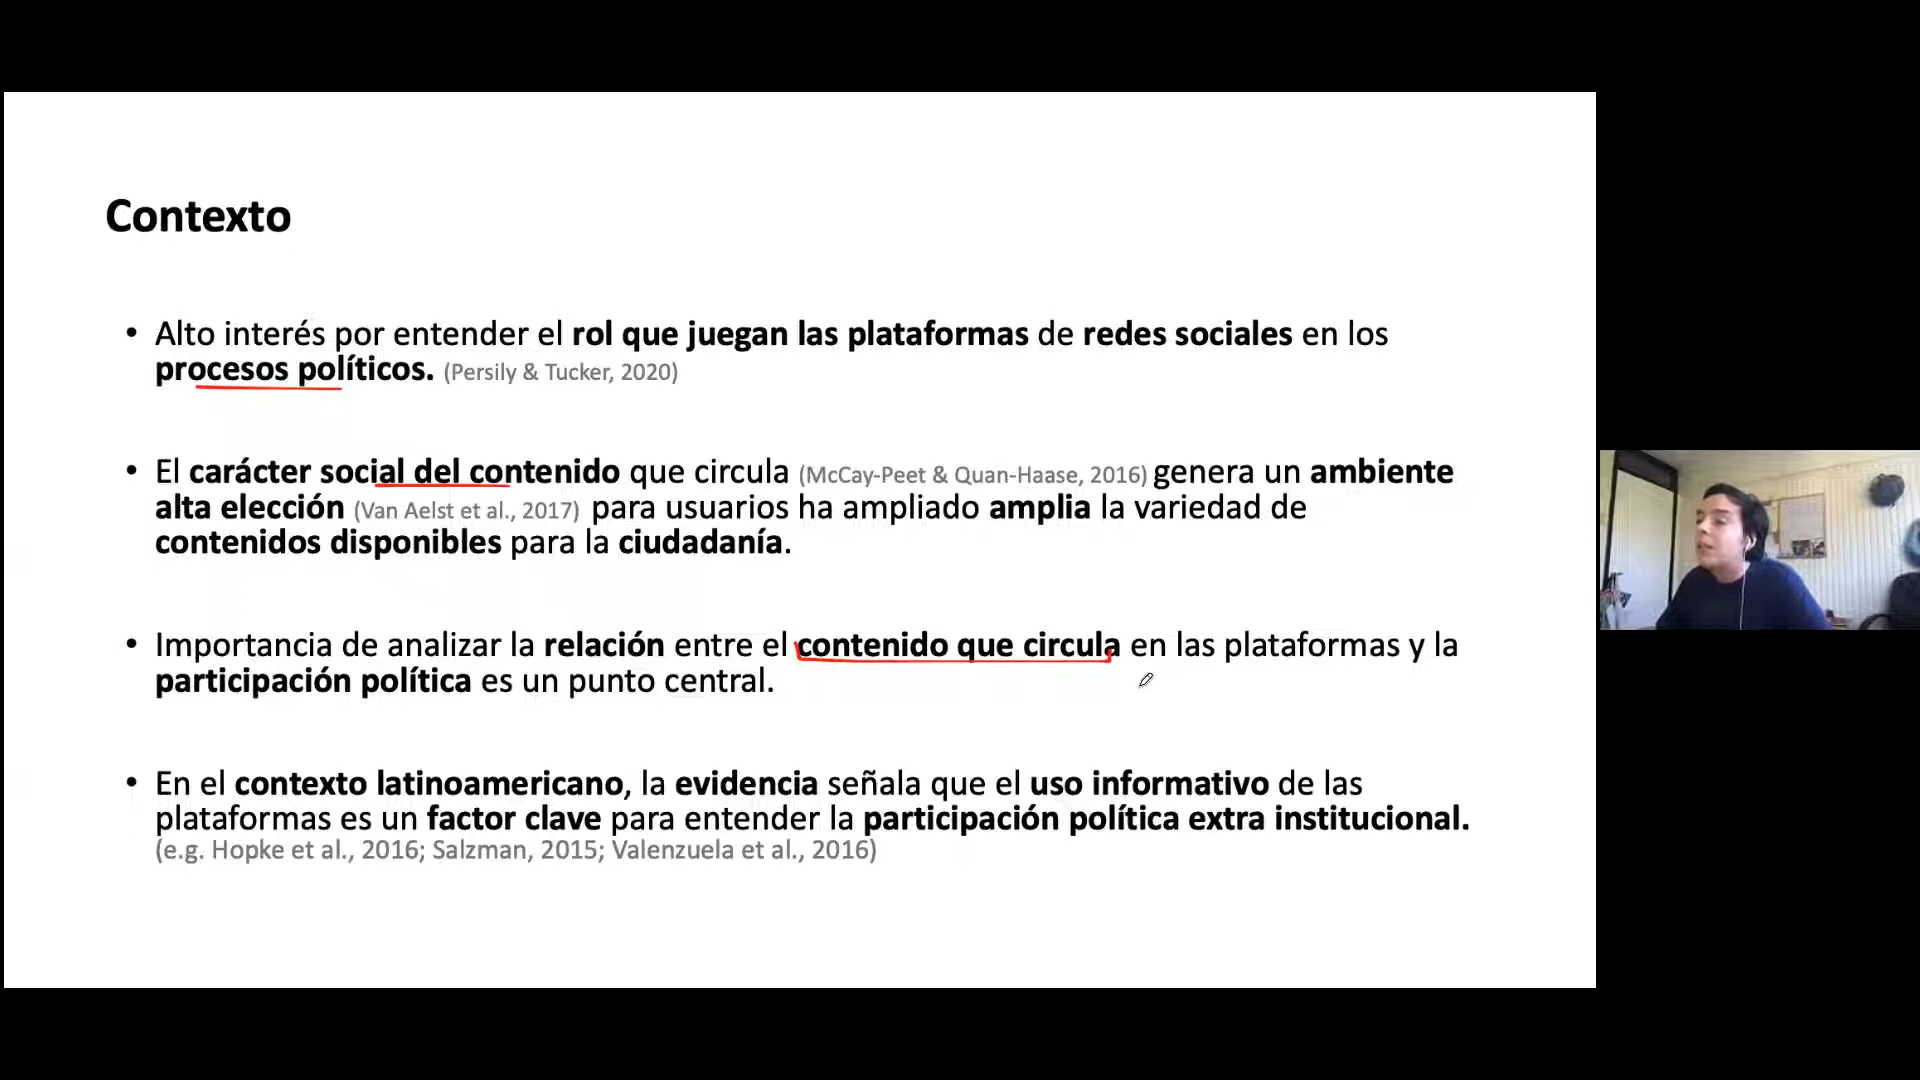 Contexto
• Alto interés por entender el rol que juegan las plataformas de redes sociales en los
procesos políticos. (Persily & Tucker, 2020)
• El carácter social del contenido que circula (McCay-Peet & Quan-Haase, 2016) genera un ambiente
alta elección (Van Aelst et al., 2017) para usuarios ha ampliado amplia la variedad de
contenidos disponibles para la ciudadanía.
• Importancia de analizar la relación entre el contenido que circula en las plataformas y la
participación política es un punto central.
• En el contexto latinoamericano, la evidencia señala que el uso informativo de las
plataformas es un factor clave para entender la participación política extra institucional.
(e.g. Hopke et al., 2016; Salzman, 2015; Valenzuela et al., 2016)